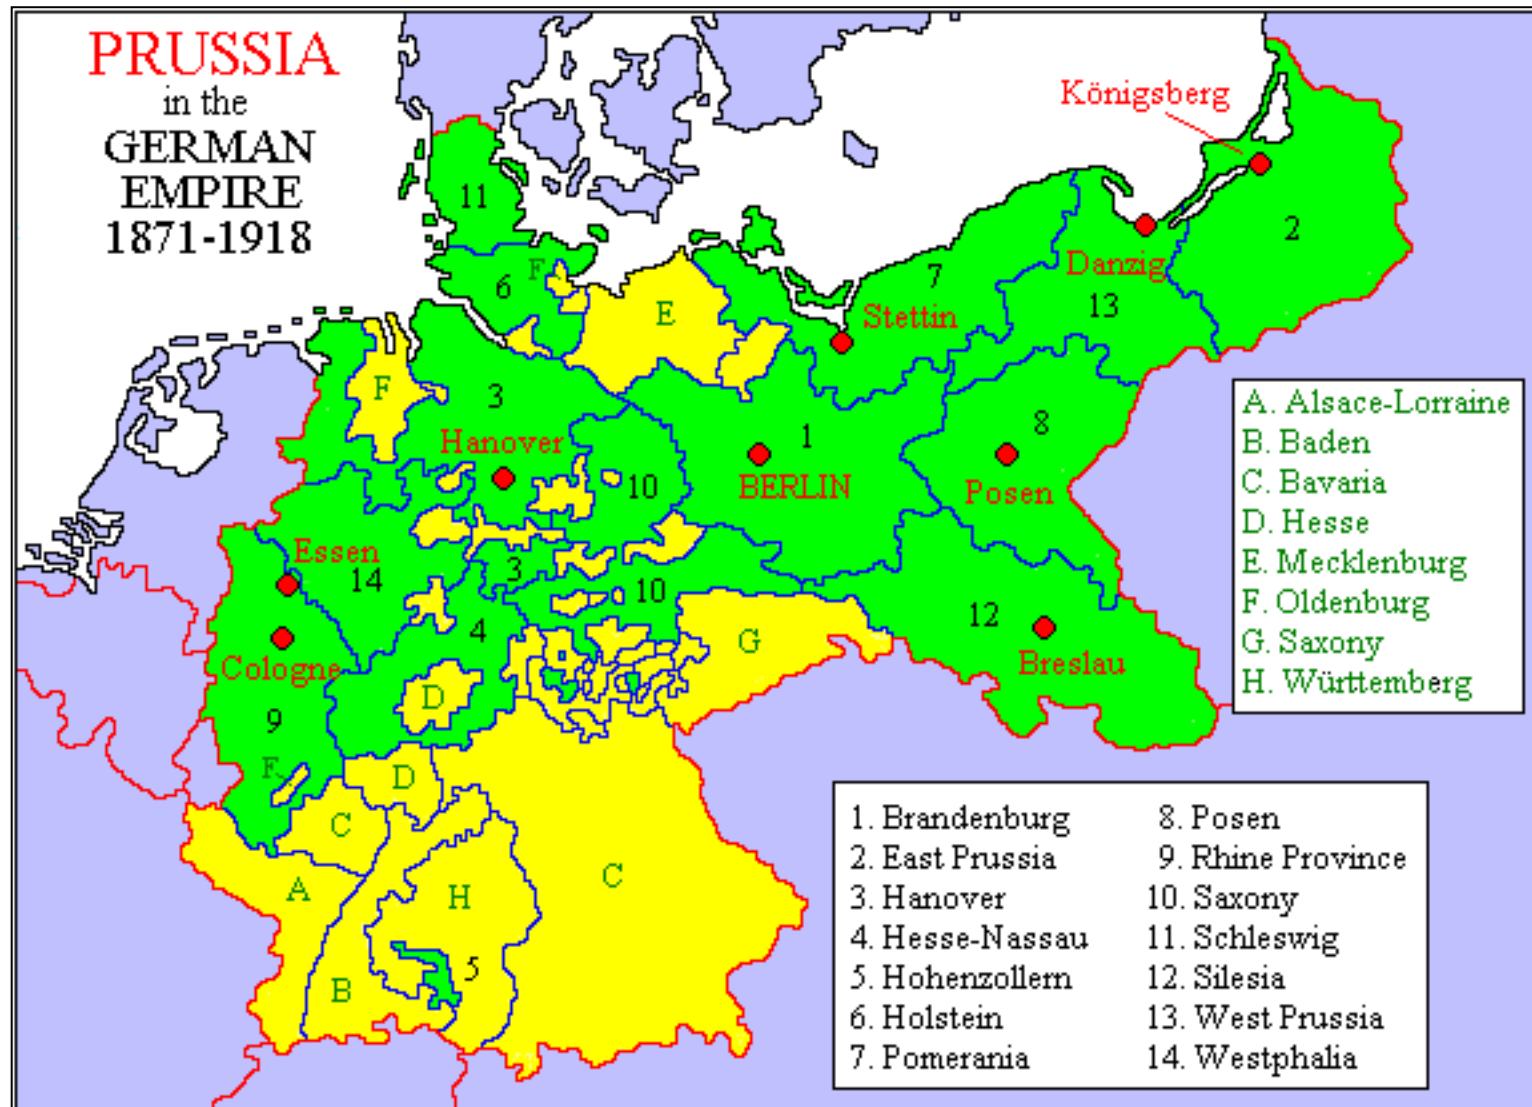 PRUSSIA
in the
GERMAN
EMPIRE
1871-1918
Königsberg
11
2
F
6
7
Danzig
E
Stettin
13
F
3
A. Alsace-Lorraine
B. Baden
C. Bavaria
D. Hesse
E. Mecklenburg
F. Oldenburg
G. Saxony
H. Württemberg
Hanover
1
8
10
BERLIN
Posen
Essen
14
3
10
4
12
G
Cologne
Breslau
D
9
F
D
C
A
H
C
B
5
1. Brandenburg
2. East Prussia
3. Hanover
4. Hesse-Nassau
5. Hohenzollern
6. Holstein
7. Pomerania
8. Posen
9. Rhine Province
10. Saxony
11. Schleswig
12. Silesia
13. West Prussia
14. Westphalia